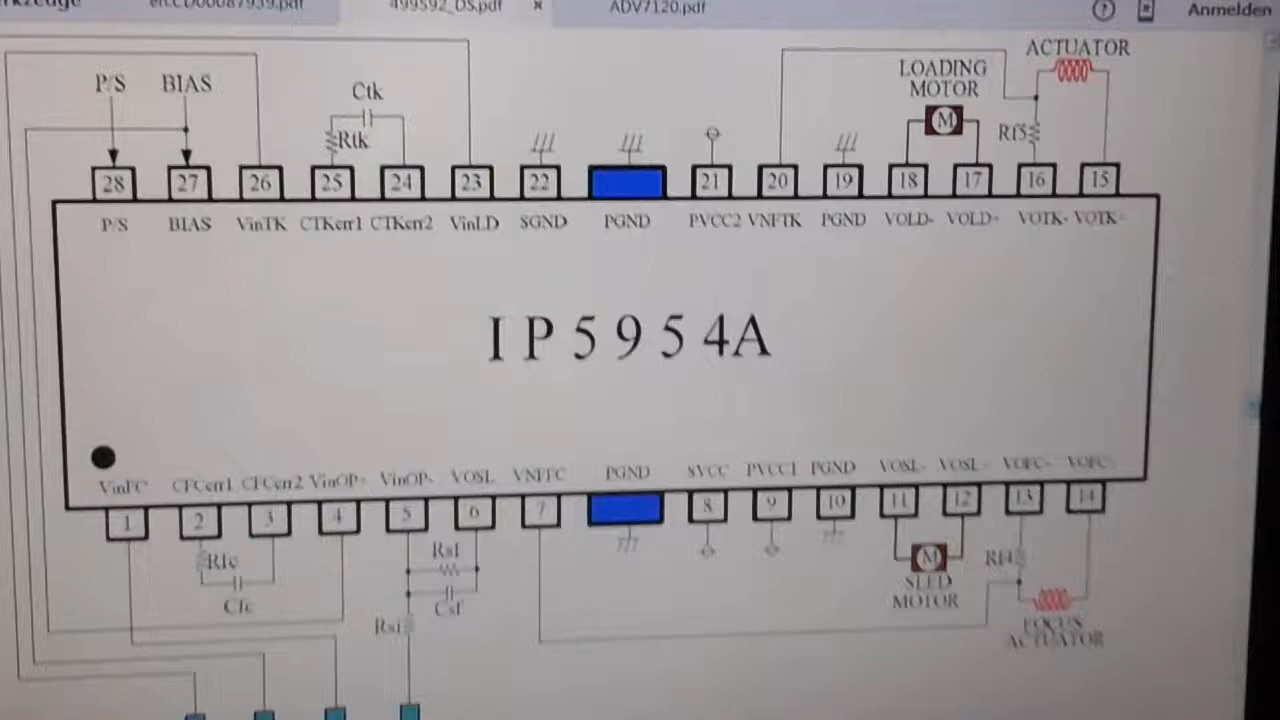 499592_DS.pdf
ADV7120.pdf
Anmelden
ACTUATOR
P/S BIAS
Ctk
LOADING
MOTOR
M
Rtk
28 27 26 25 24 23 22 21 20 19 18 17 16 15
P/S BIAS VinTK CTKerr1 CTKerr2 VinLD SGND PGND PVCC2 VNFTK PGND VOLD- VOLD+ VOTK- VOTK+
IP5954A
VinFC CFCerr1 CFCerr2 VinOP+ VinOP- VOSL VNFFC PGND SVCC PVCC1 PGND VOSL- VOSL+ VOFC- VOFC+
1 2 3 4 5 6 7 8 9 10 11 12 13 14
Rfc
Cfc
Rsl
Csf
M
SLED
MOTOR
FOCUS
ACTUATOR